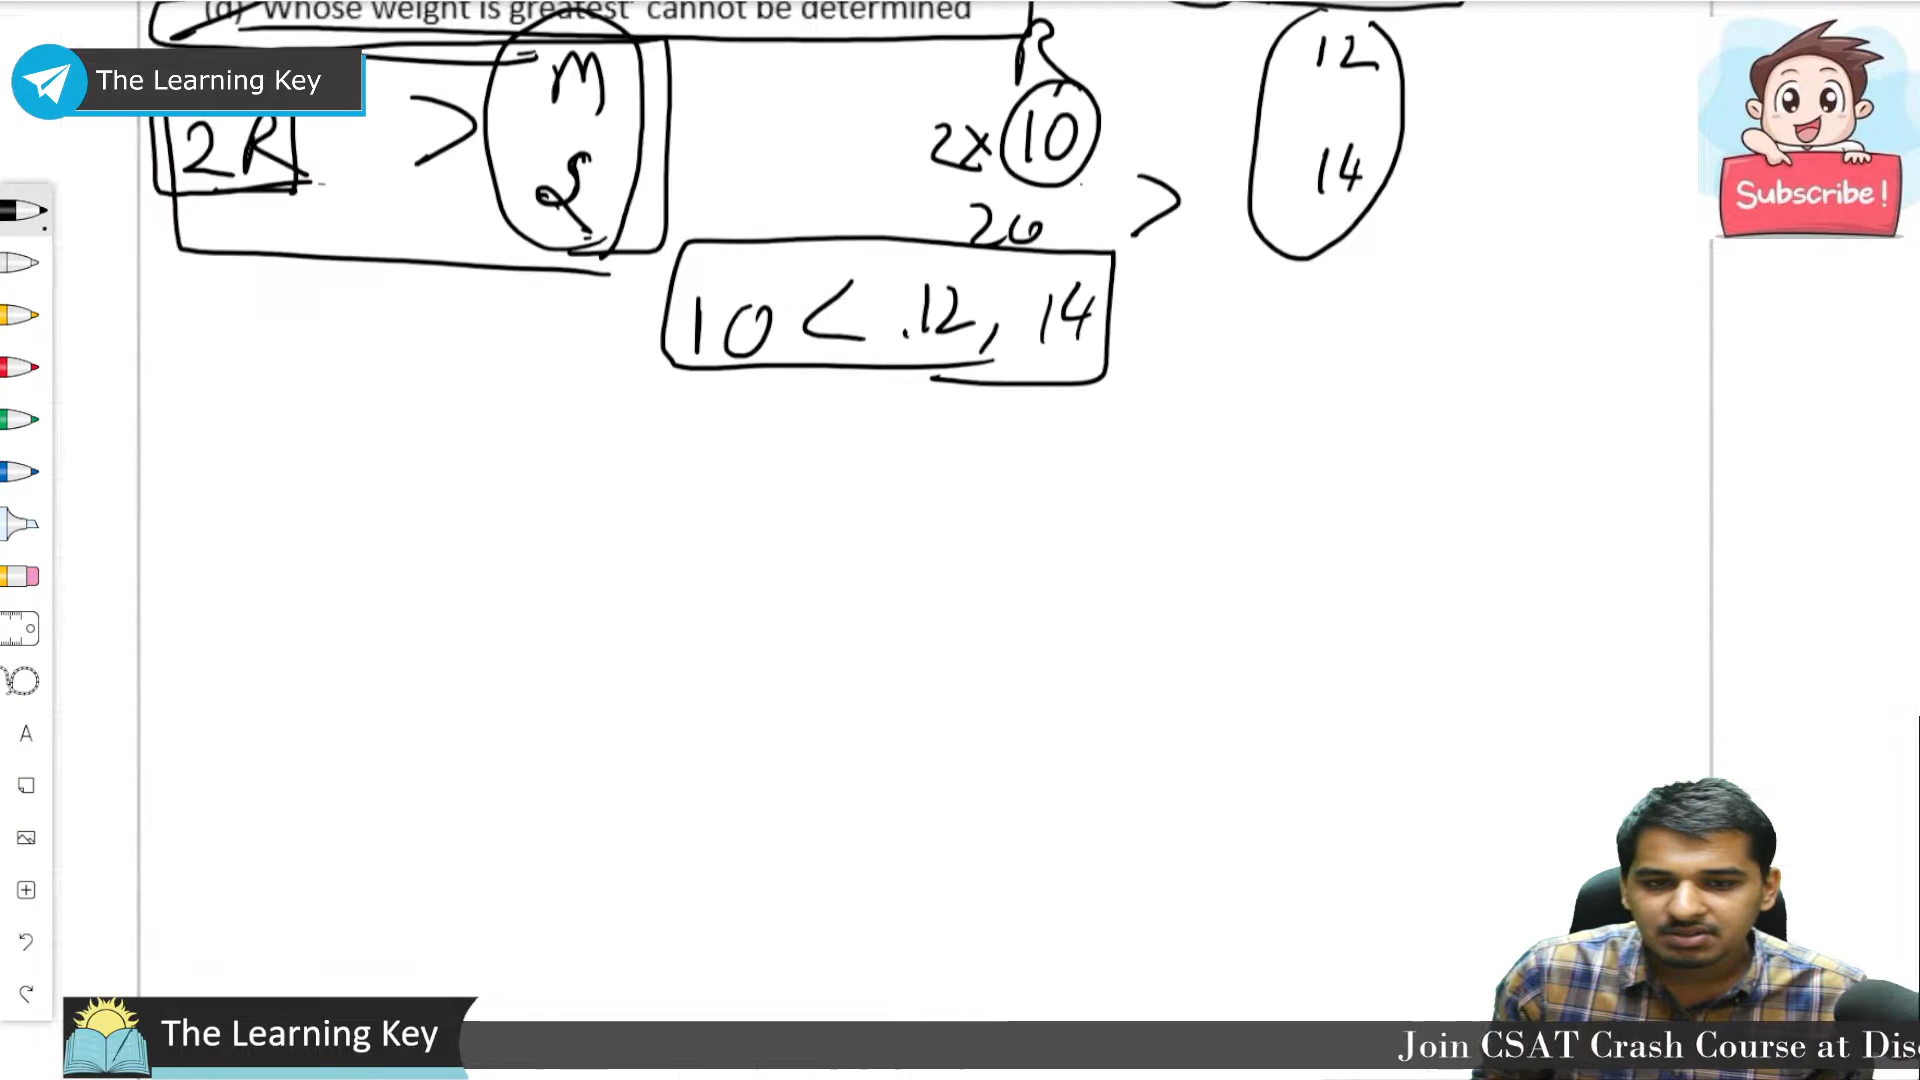 (d) 'Whose weight is greatest' cannot be determined
The Learning Key
R
12
M
2R > S
2x 10
14
20 >
10 < .12, 14
Subscribe !
A
The Learning Key
Join CSAT Crash Course at Dis